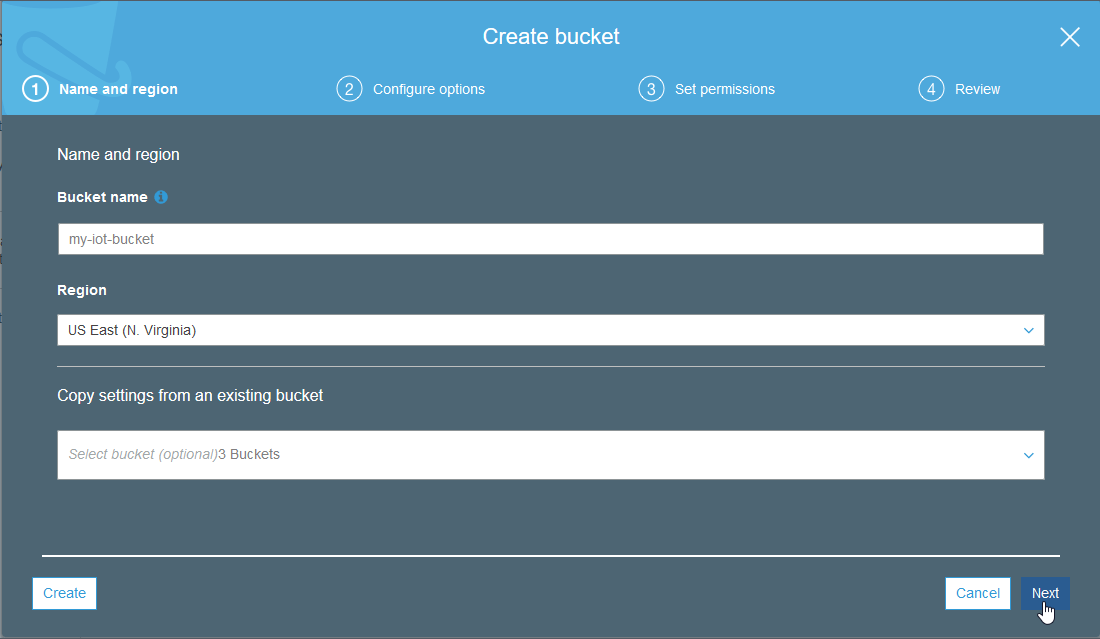 Create bucket
1 Name and region
2 Configure options
3 Set permissions
4 Review
Name and region
Bucket name
my-iot-bucket
Region
US East (N. Virginia)
Copy settings from an existing bucket
Select bucket (optional)3 Buckets
Create
Cancel
Next